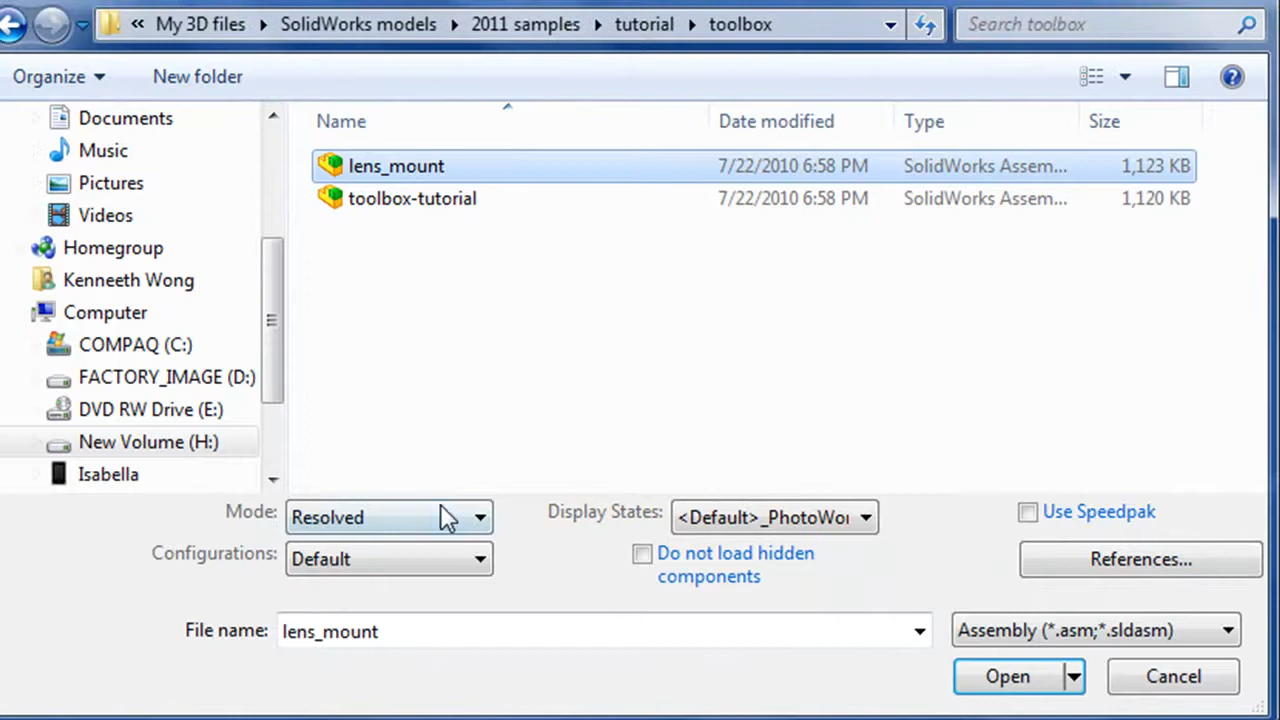 « My 3D files SolidWorks models 2011 samples tutorial toolbox Search toolbox
Organize New folder
Name Date modified Type Size
Documents
Music
Pictures
Videos
Homegroup
Kenneeth Wong
Computer
COMPAQ (C:)
FACTORY_IMAGE (D:)
DVD RW Drive (E:)
New Volume (H:)
Isabella
lens_mount 7/22/2010 6:58 PM SolidWorks Assem... 1,123 KB
toolbox-tutorial 7/22/2010 6:58 PM SolidWorks Assem... 1,120 KB
Mode: Resolved Display States: <Default>_PhotoWor Use Speedpak
Configurations: Default Do not load hidden
components References...
File name: lens_mount Assembly (*.asm;*.sldasm)
Open Cancel